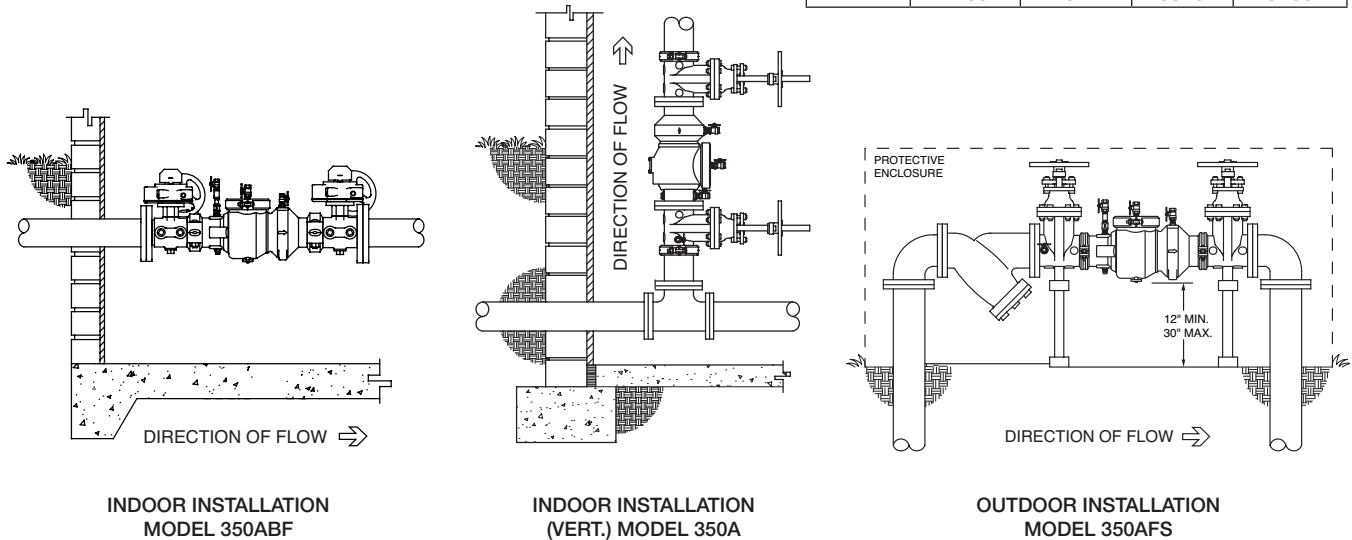 DIRECTION OF FLOW
INDOOR INSTALLATION
MODEL 350ABF
DIRECTION OF FLOW
INDOOR INSTALLATION
(VERT.) MODEL 350A
PROTECTIVE
ENCLOSURE
12" MIN.
30" MAX.
DIRECTION OF FLOW
OUTDOOR INSTALLATION
MODEL 350AFS